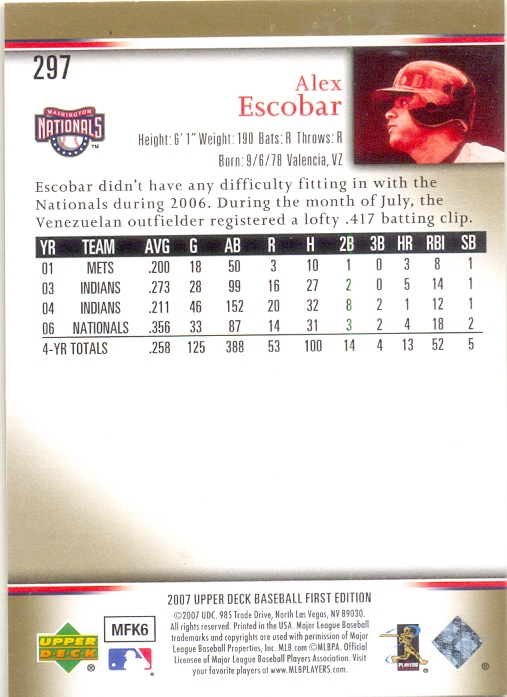 297
Alex
Escobar
WASHINGTON
NATIONALS
TM
Height: 6' 1" Weight: 190 Bats: R Throws: R
Born: 9/6/78 Valencia, VZ
Escobar didn't have any difficulty fitting in with the
Nationals during 2006. During the month of July, the
Venezuelan outfielder registered a lofty .417 batting clip.
YR TEAM AVG G AB R H 2B 3B HR RBI SB
01 METS .200 18 50 3 10 1 0 3 8 1
03 INDIANS .273 28 99 16 27 2 0 5 14 1
04 INDIANS .211 46 152 20 32 8 2 1 12 1
06 NATIONALS .356 33 87 14 31 3 2 4 18 2
4-YR TOTALS .258 125 388 53 100 14 4 13 52 5
2007 UPPER DECK BASEBALL FIRST EDITION
©2007 UDC. 985 Trade Drive, North Las Vegas, NV 89030.
All rights reserved. Printed in the USA. Major League Baseball
trademarks and copyrights are used with permission of Major
League Baseball Properties, Inc. MLB.com ©MLBPA. Official
Licensee of Major League Baseball Players Association. Visit
your favorite players at www.MLBPLAYERS.com.
UPPER
DECK
®
MFK6
®
PLAYERS
®